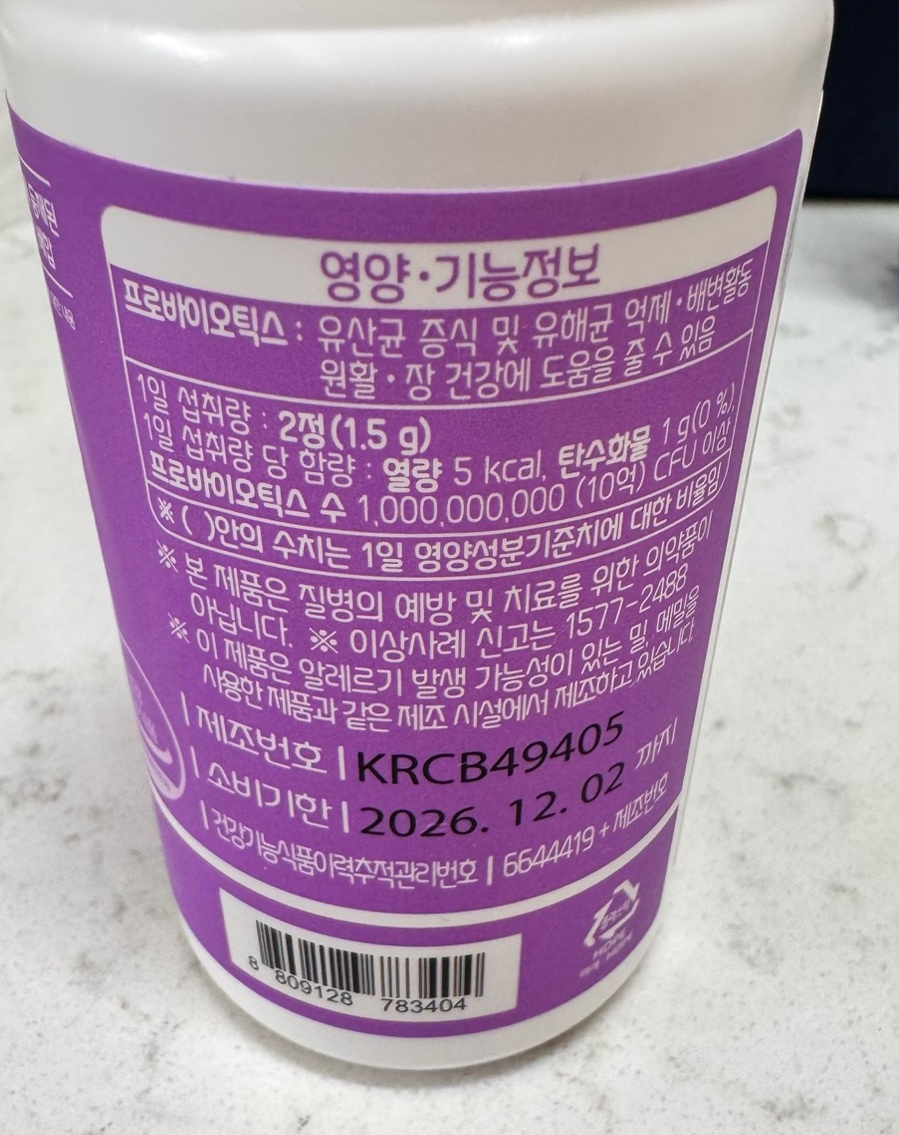 영양·기능정보
프로바이오틱스 : 유산균 증식 및 유해균 억제·배변활동
원활·장 건강에 도움을 줄 수 있음
1일 섭취량 : 2정(1.5 g)
1일 섭취량 당 함량 : 열량 5 kcal, 탄수화물 1 g(0 %),
프로바이오틱스 수 1,000,000,000 (10억) CFU 이상
※ ( )안의 수치는 1일 영양성분기준치에 대한 비율임
※ 본 제품은 질병의 예방 및 치료를 위한 의약품이
아닙니다. ※ 이상사례 신고는 1577-2488
※ 이 제품은 알레르기 발생 가능성이 있는 밀, 메밀을
사용한 제품과 같은 제조 시설에서 제조하고 있습니다.
| 제조번호 | KRCB49405
| 소비기한 | 2026. 12. 02 까지
| 건강기능식품이력추적관리번호 | 6644419 + 제조번호
8 809128 783404
HDPE